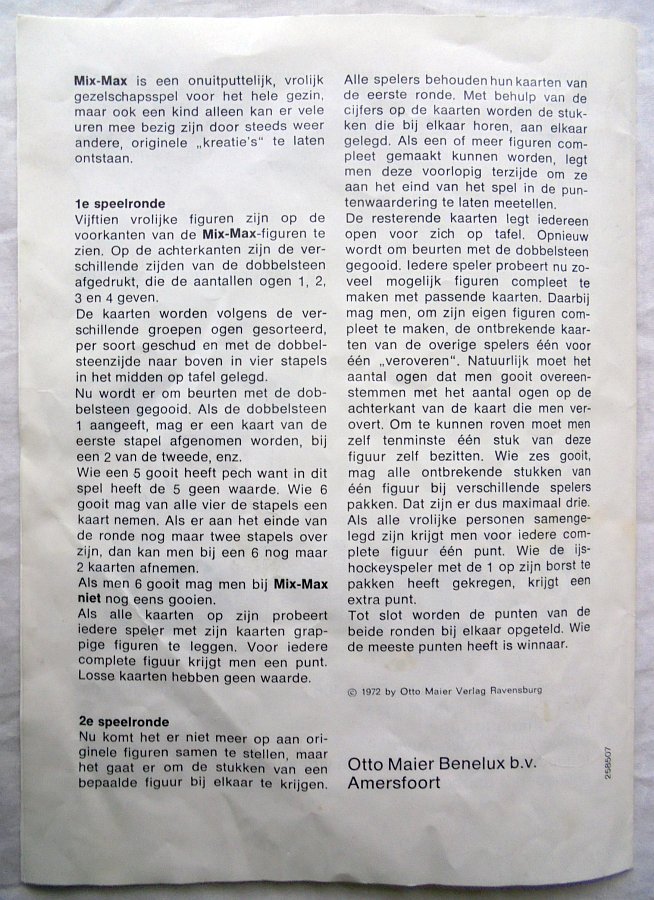 Mix-Max is een onuitputtelijk, vrolijk
gezelschapsspel voor het hele gezin,
maar ook een kind alleen kan er vele
uren mee bezig zijn door steeds weer
andere, originele „kreatie's“ te laten
ontstaan.
1e speelronde
Vijftien vrolijke figuren zijn op de
voorkanten van de Mix-Max-figuren te
zien. Op de achterkanten zijn de ver-
schillende zijden van de dobbelsteen
afgedrukt, die de aantallen ogen 1, 2,
3 en 4 geven.
De kaarten worden volgens de ver-
schillende groepen ogen gesorteerd,
per soort geschud en met de dobbel-
steenzijde naar boven in vier stapels
in het midden op tafel gelegd.
Nu wordt er om beurten met de dob-
belsteen gegooid. Als de dobbelsteen
1 aangeeft, mag er een kaart van de
eerste stapel afgenomen worden, bij
een 2 van de tweede, enz.
Wie een 5 gooit heeft pech want in dit
spel heeft de 5 geen waarde. Wie 6
gooit mag van alle vier de stapels een
kaart nemen. Als er aan het einde van
de ronde nog maar twee stapels over
zijn, dan kan men bij een 6 nog maar
2 kaarten afnemen.
Als men 6 gooit mag men bij Mix-Max
niet nog eens gooien.
Als alle kaarten op zijn probeert
iedere speler met zijn kaarten grap-
pige figuren te leggen. Voor iedere
complete figuur krijgt men een punt.
Losse kaarten hebben geen waarde.
2e speelronde
Nu komt het er niet meer op aan ori-
ginele figuren samen te stellen, maar
het gaat er om de stukken van een
bepaalde figuur bij elkaar te krijgen.
Alle spelers behouden hun kaarten van
de eerste ronde. Met behulp van de
cijfers op de kaarten worden de stuk-
ken die bij elkaar horen, aan elkaar
gelegd. Als een of meer figuren com-
pleet gemaakt kunnen worden, legt
men deze voorlopig terzijde om ze
aan het eind van het spel in de pun-
tenwaardering te laten meetellen.
De resterende kaarten legt iedereen
open voor zich op tafel. Opnieuw
wordt om beurten met de dobbelsteen
gegooid. Iedere speler probeert nu zo-
veel mogelijk figuren compleet te
maken met passende kaarten. Daarbij
mag men, om zijn eigen figuren com-
pleet te maken, de ontbrekende kaar-
ten van de overige spelers één voor
één „veroveren“. Natuurlijk moet het
aantal ogen dat men gooit overeen-
stemmen met het aantal ogen op de
achterkant van de kaart die men ver-
overt. Om te kunnen roven moet men
zelf tenminste één stuk van deze
figuur zelf bezitten. Wie zes gooit,
mag alle ontbrekende stukken van
één figuur bij verschillende spelers
pakken. Dat zijn er dus maximaal drie.
Als alle vrolijke personen samenge-
legd zijn krijgt men voor iedere com-
plete figuur één punt. Wie de ijs-
hockeyspeler met de 1 op zijn borst te
pakken heeft gekregen, krijgt een
extra punt.
Tot slot worden de punten van de
beide ronden bij elkaar opgeteld. Wie
de meeste punten heeft is winnaar.
© 1972 by Otto Maier Verlag Ravensburg
Otto Maier Benelux b.v.
Amersfoort
258507